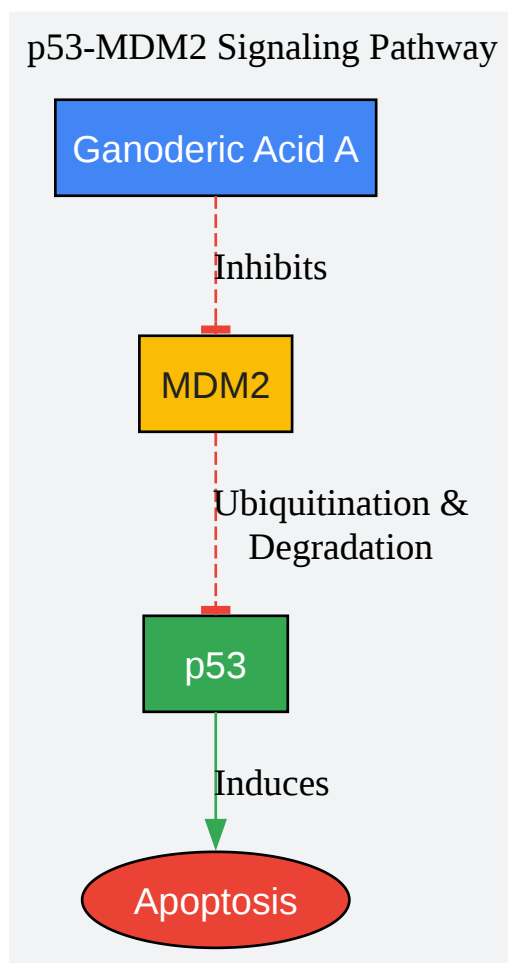 p53-MDM2 Signaling Pathway
Ganoderic Acid A
Inhibits
MDM2
Ubiquitination &
Degradation
p53
Induces
Apoptosis